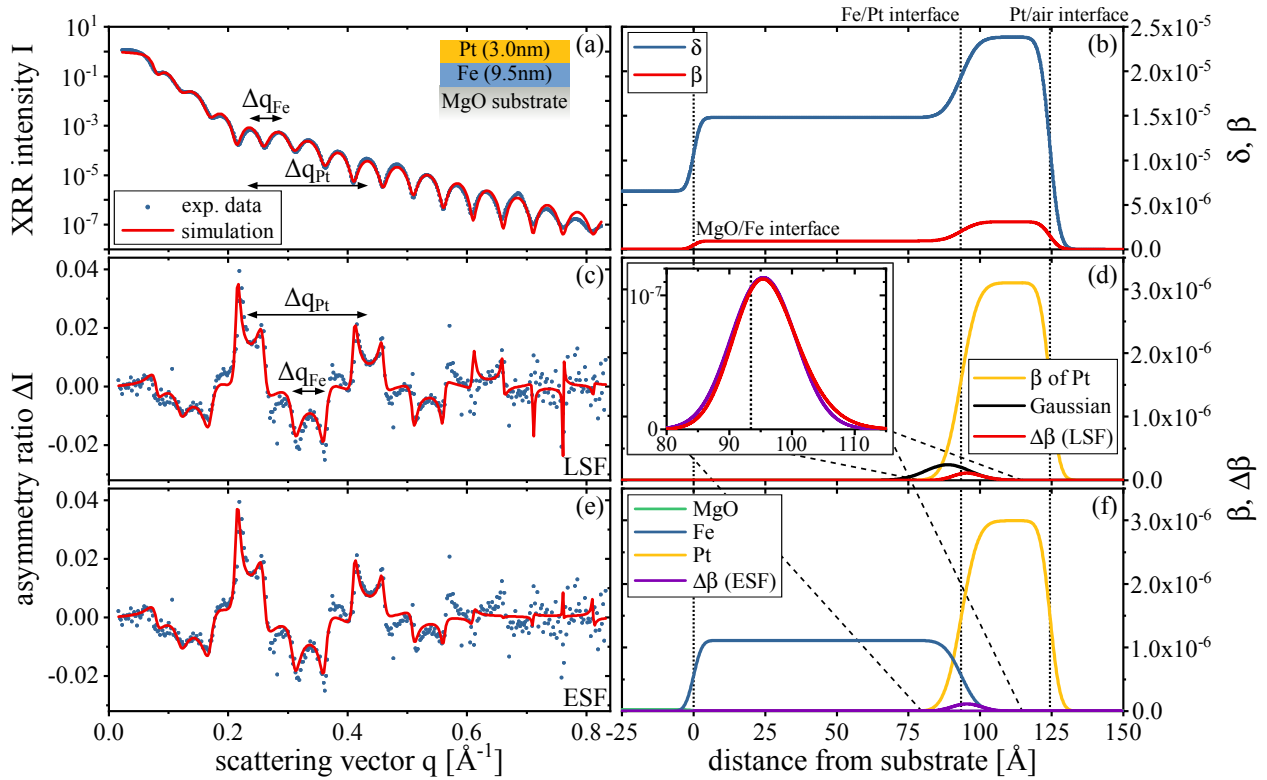 Fe/Pt interface Pt/air interface
XRR intensity I
10¹
10⁻¹
10⁻³
10⁻⁵
10⁻⁷
(a)
Pt (3.0nm)
Fe (9.5nm)
MgO substrate
Δq_Fe
Δq_Pt
exp. data
simulation
(b)
δ
β
MgO/Fe interface
2.5x10⁻⁵
2.0x10⁻⁵
1.5x10⁻⁵
1.0x10⁻⁵
5.0x10⁻⁶
0.0
δ, β
asymmetry ratio ΔI
0.04
0.02
0.00
-0.02
(c)
Δq_Pt
Δq_Fe
LSF
(d)
10⁻⁷
0
80 90 100 110
β of Pt
Gaussian
Δβ (LSF)
3.0x10⁻⁶
2.0x10⁻⁶
1.0x10⁻⁶
0.0
β, Δβ
0.04
0.02
0.00
-0.02
(e)
ESF
0.0 0.2 0.4 0.6 0.8
scattering vector q [Å⁻¹]
(f)
MgO
Fe
Pt
Δβ (ESF)
3.0x10⁻⁶
2.0x10⁻⁶
1.0x10⁻⁶
0.0
-25 0 25 50 75 100 125 150
distance from substrate [Å]